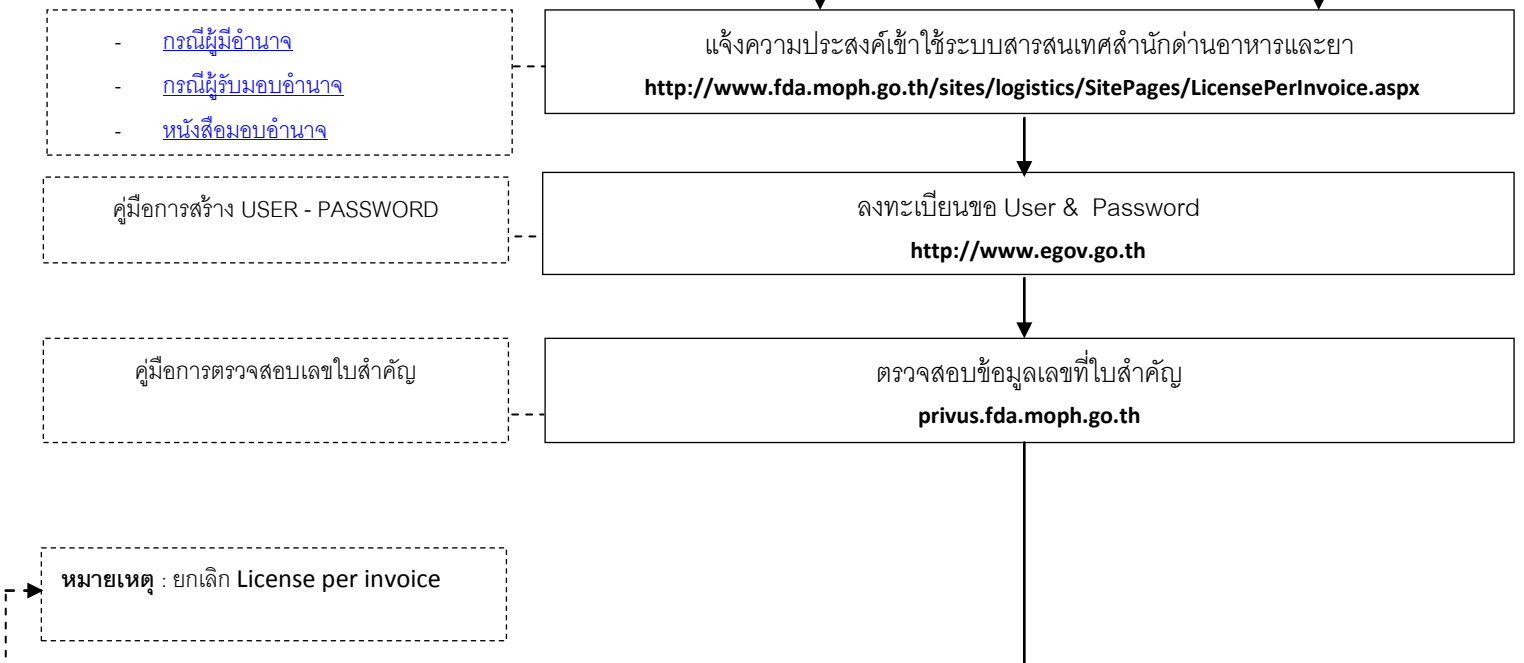 - กรณีผู้มีอำนาจ
- กรณีผู้รับมอบอำนาจ
- หนังสือมอบอำนาจ
แจ้งความประสงค์เข้าใช้ระบบสารสนเทศสำนักด่านอาหารและยา
http://www.fda.moph.go.th/sites/logistics/SitePages/LicensePerInvoice.aspx
คู่มือการสร้าง USER - PASSWORD
ลงทะเบียนขอ User & Password
http://www.egov.go.th
คู่มือการตรวจสอบเลขใบสำคัญ
ตรวจสอบข้อมูลเลขที่ใบสำคัญ
privus.fda.moph.go.th
หมายเหตุ : ยกเลิก License per invoice